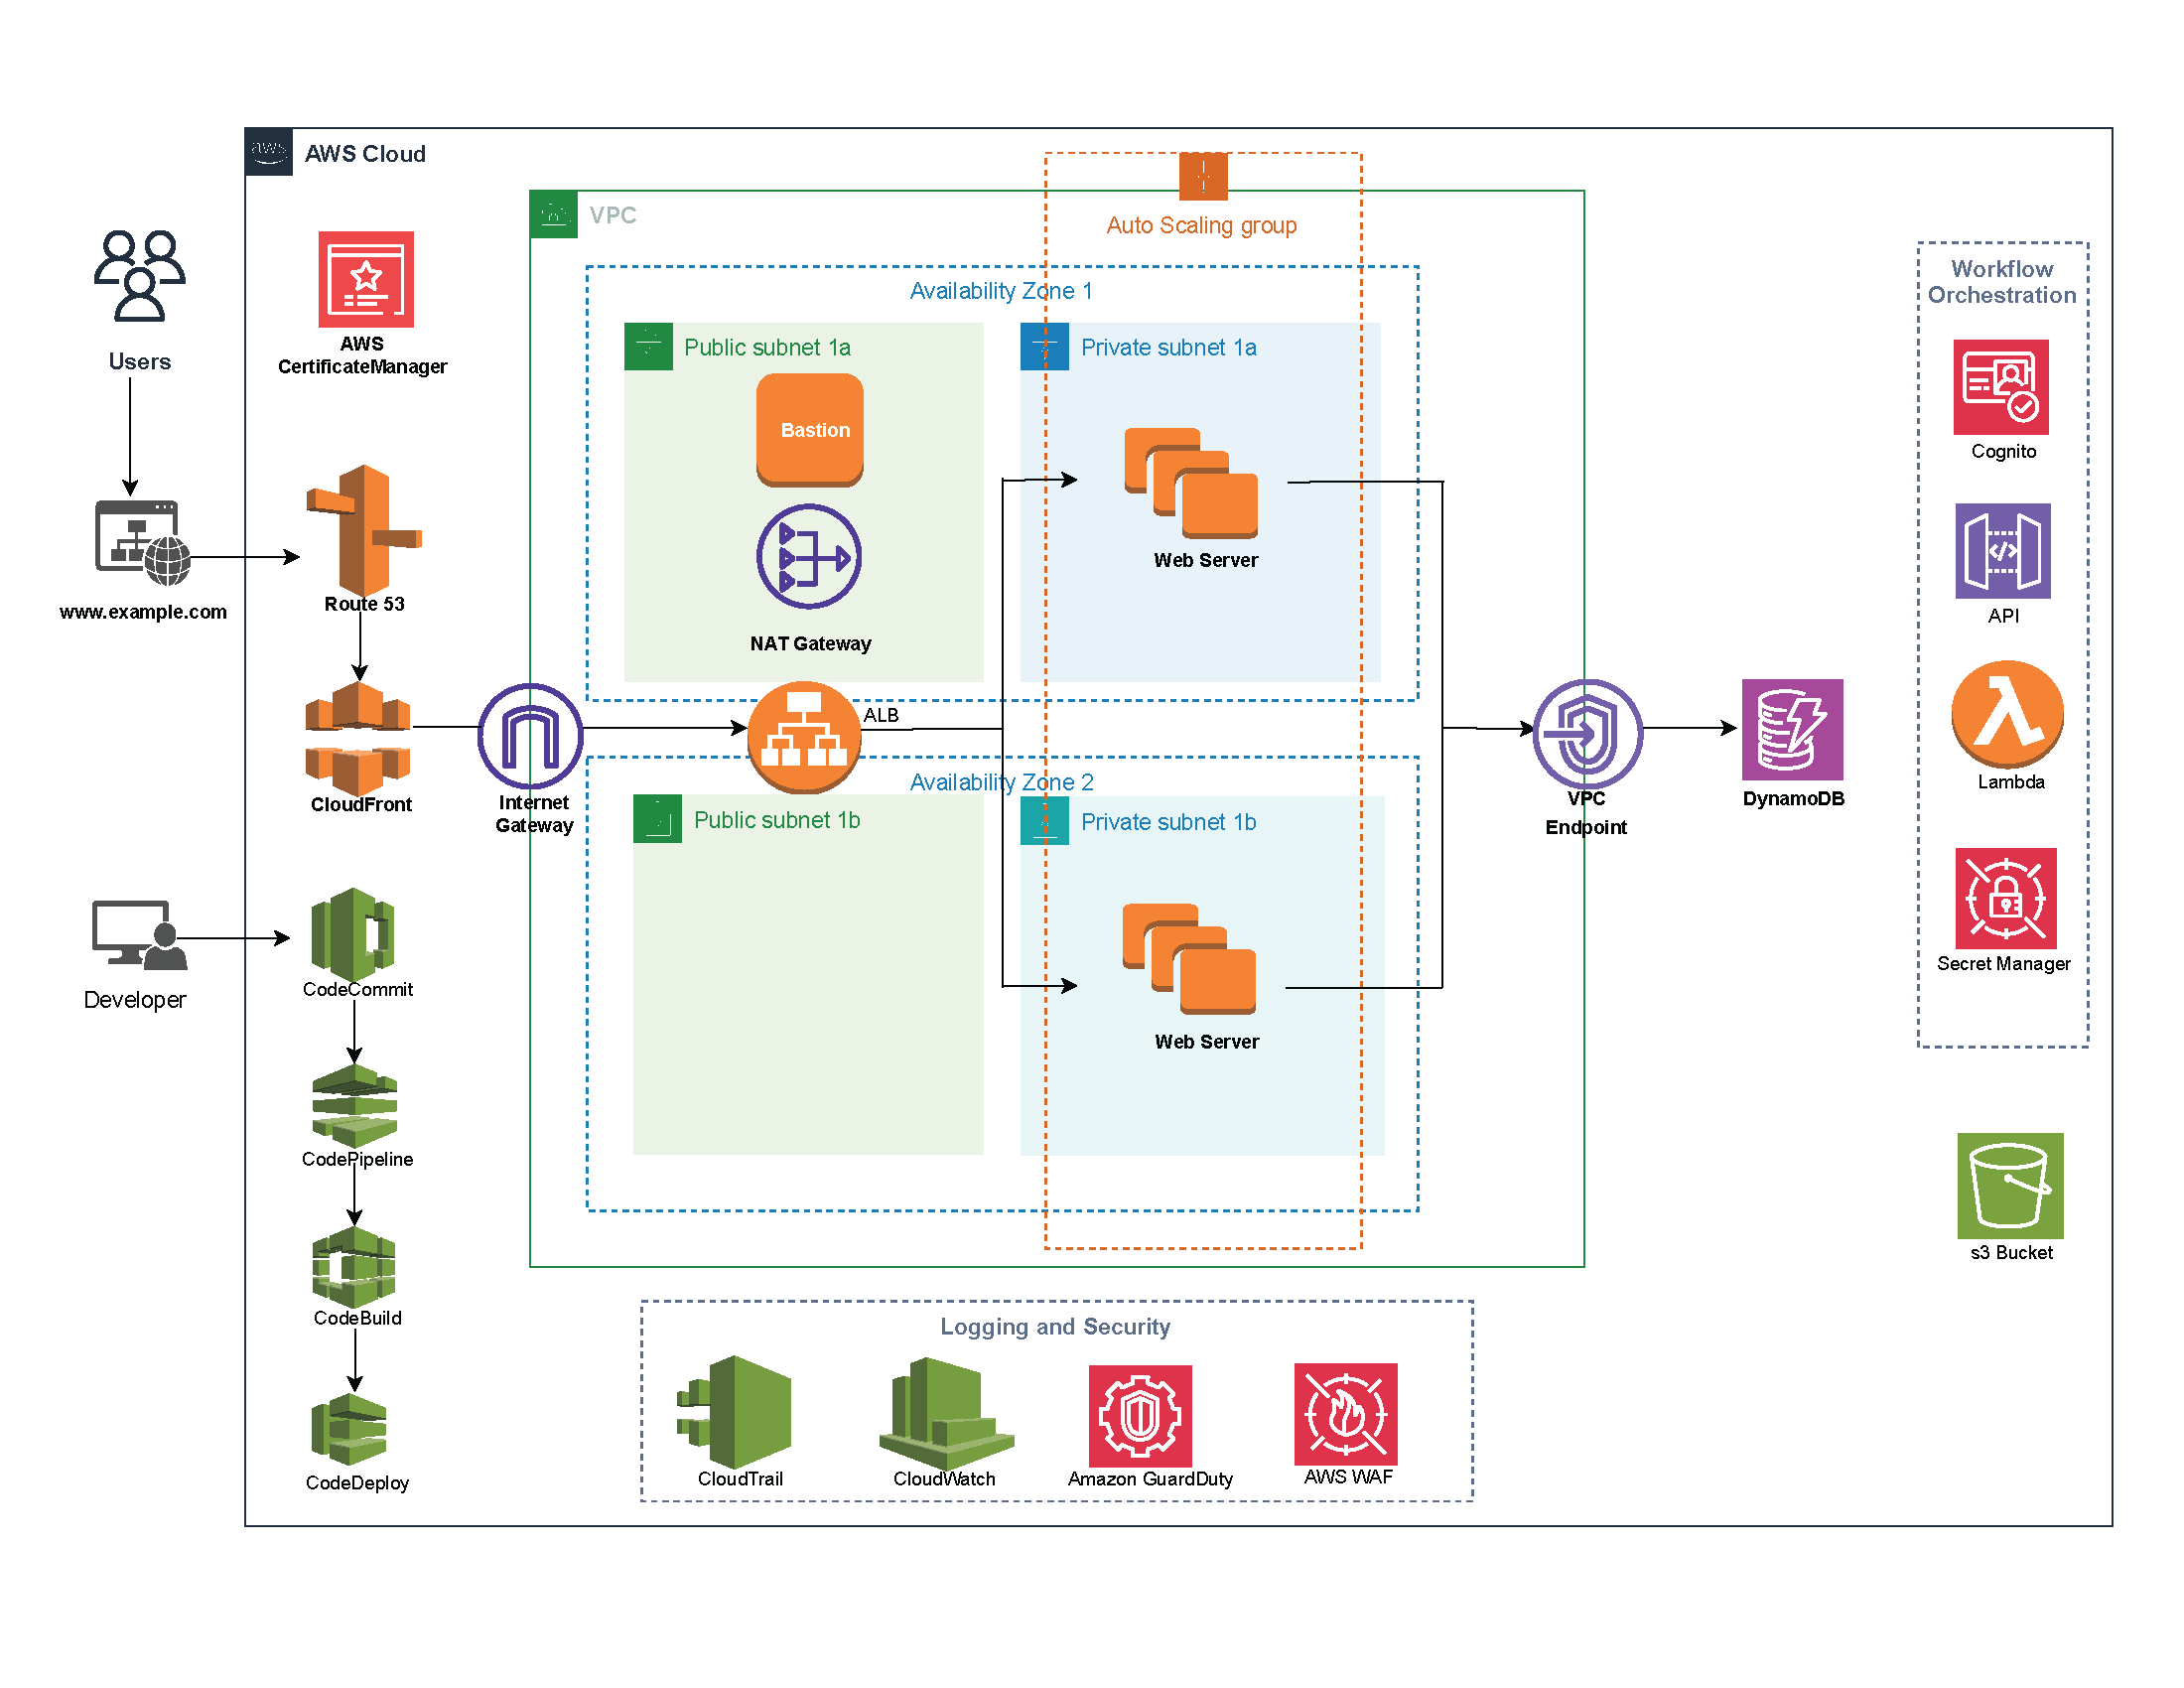 aws
AWS Cloud
VPC
Auto Scaling group
Users
AWS
CertificateManager
Availability Zone 1
Public subnet 1a
Private subnet 1a
Bastion
Web Server
NAT Gateway
www.example.com
Route 53
CloudFront
Internet
Gateway
ALB
Availability Zone 2
Public subnet 1b
Private subnet 1b
Web Server
VPC
Endpoint
DynamoDB
Workflow
Orchestration
Cognito
API
Lambda
Secret Manager
s3 Bucket
Developer
CodeCommit
CodePipeline
CodeBuild
CodeDeploy
Logging and Security
CloudTrail
CloudWatch
Amazon GuardDuty
AWS WAF